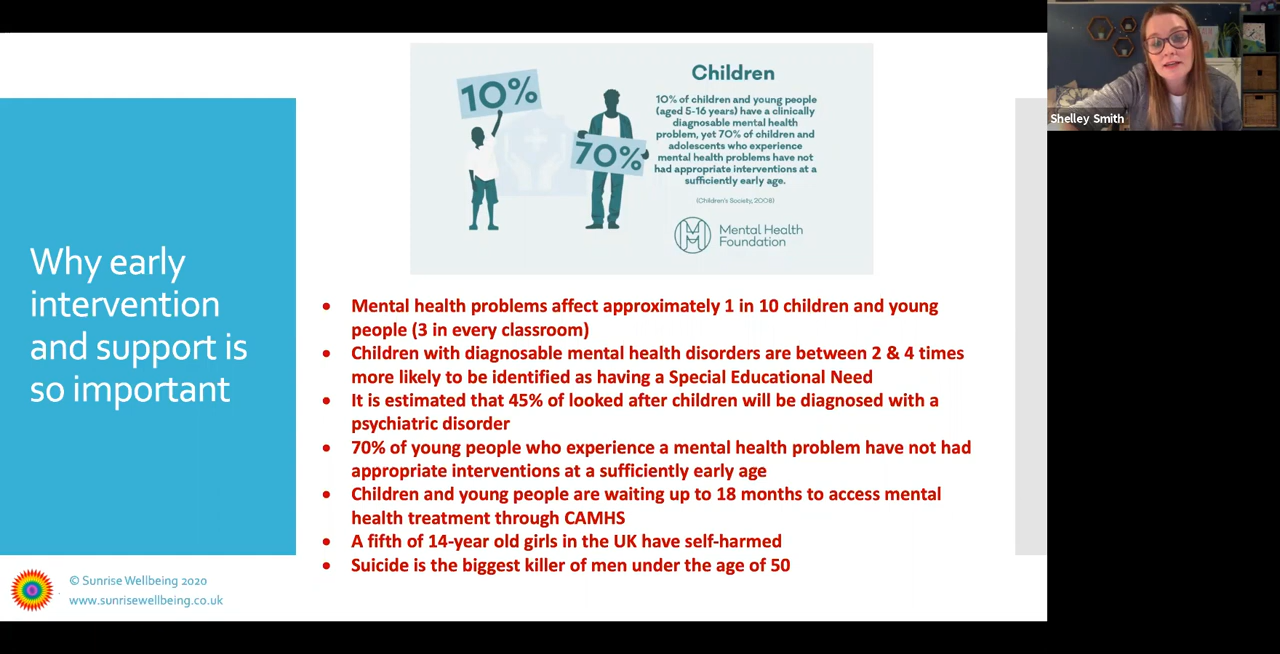 10%
70%
Children
10% of children and young people
(aged 5-16 years) have a clinically
diagnosable mental health
problem, yet 70% of children and
adolescents who experience
mental health problems have not
had appropriate interventions at a
sufficiently early age.
(Children's Society, 2008)
Mental Health
Foundation
Shelley Smith
Why early
intervention
and support is
so important
• Mental health problems affect approximately 1 in 10 children and young
people (3 in every classroom)
• Children with diagnosable mental health disorders are between 2 & 4 times
more likely to be identified as having a Special Educational Need
• It is estimated that 45% of looked after children will be diagnosed with a
psychiatric disorder
• 70% of young people who experience a mental health problem have not had
appropriate interventions at a sufficiently early age
• Children and young people are waiting up to 18 months to access mental
health treatment through CAMHS
• A fifth of 14-year old girls in the UK have self-harmed
• Suicide is the biggest killer of men under the age of 50
© Sunrise Wellbeing 2020
www.sunrisewellbeing.co.uk